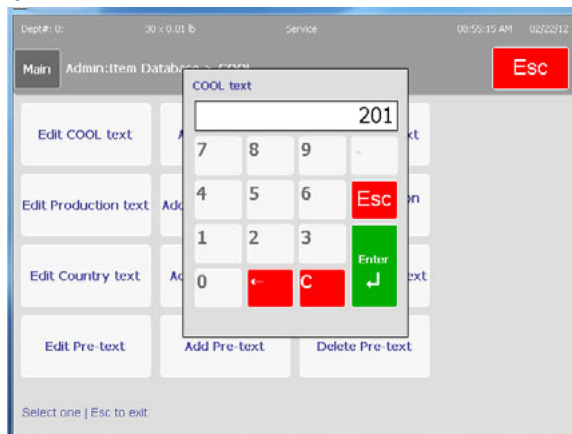 Dept#: 0: 30 x 0.01 lb Service 08:55:15 AM 02/22/12
Main Admin:Item Database > COOL Esc
COOL text
201
Edit COOL text
7 8 9 -
Edit Production text
4 5 6 Esc
1 2 3 Enter
Edit Country text
0 ← C
Edit Pre-text Add Pre-text Delete Pre-text
Select one | Esc to exit